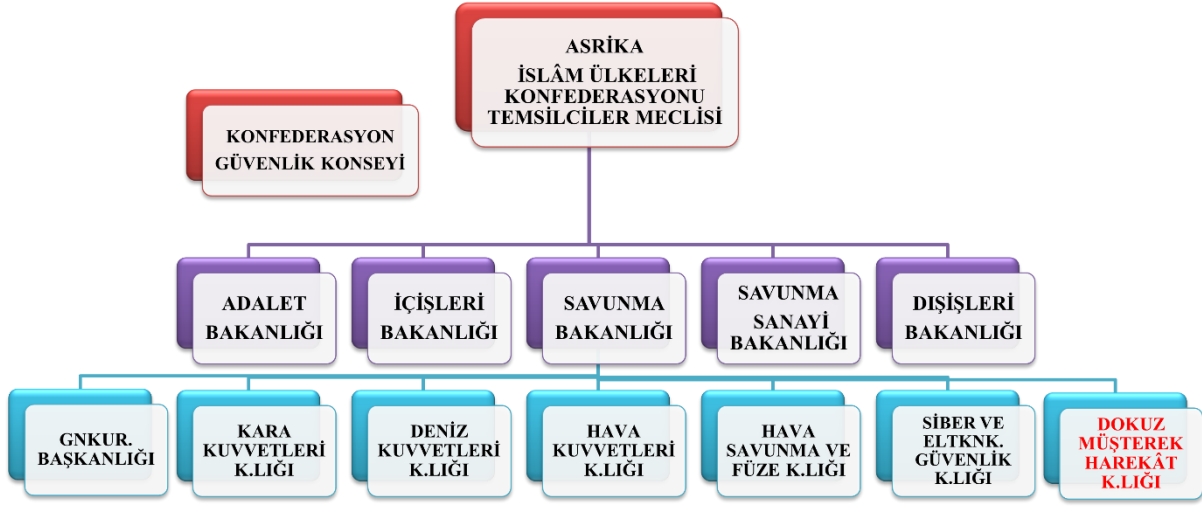 ASRİKA
İSLÂM ÜLKELERİ
KONFEDERASYONU
TEMSİLCİLER MECLİSİ
KONFEDERASYON
GÜVENLİK KONSEYİ
ADALET
BAKANLIĞI
İÇİŞLERİ
BAKANLIĞI
SAVUNMA
BAKANLIĞI
SAVUNMA
SANAYİ
BAKANLIĞI
DIŞİŞLERİ
BAKANLIĞI
GNKUR.
BAŞKANLIĞI
KARA
KUVVETLERİ
K.LIĞI
DENİZ
KUVVETLERİ
K.LIĞI
HAVA
KUVVETLERİ
K.LIĞI
HAVA
SAVUNMA VE
FÜZE K.LIĞI
SİBER VE
ELTKNK.
GÜVENLİK
K.LIĞI
DOKUZ
MÜŞTEREK
HAREKÂT
K.LIĞI